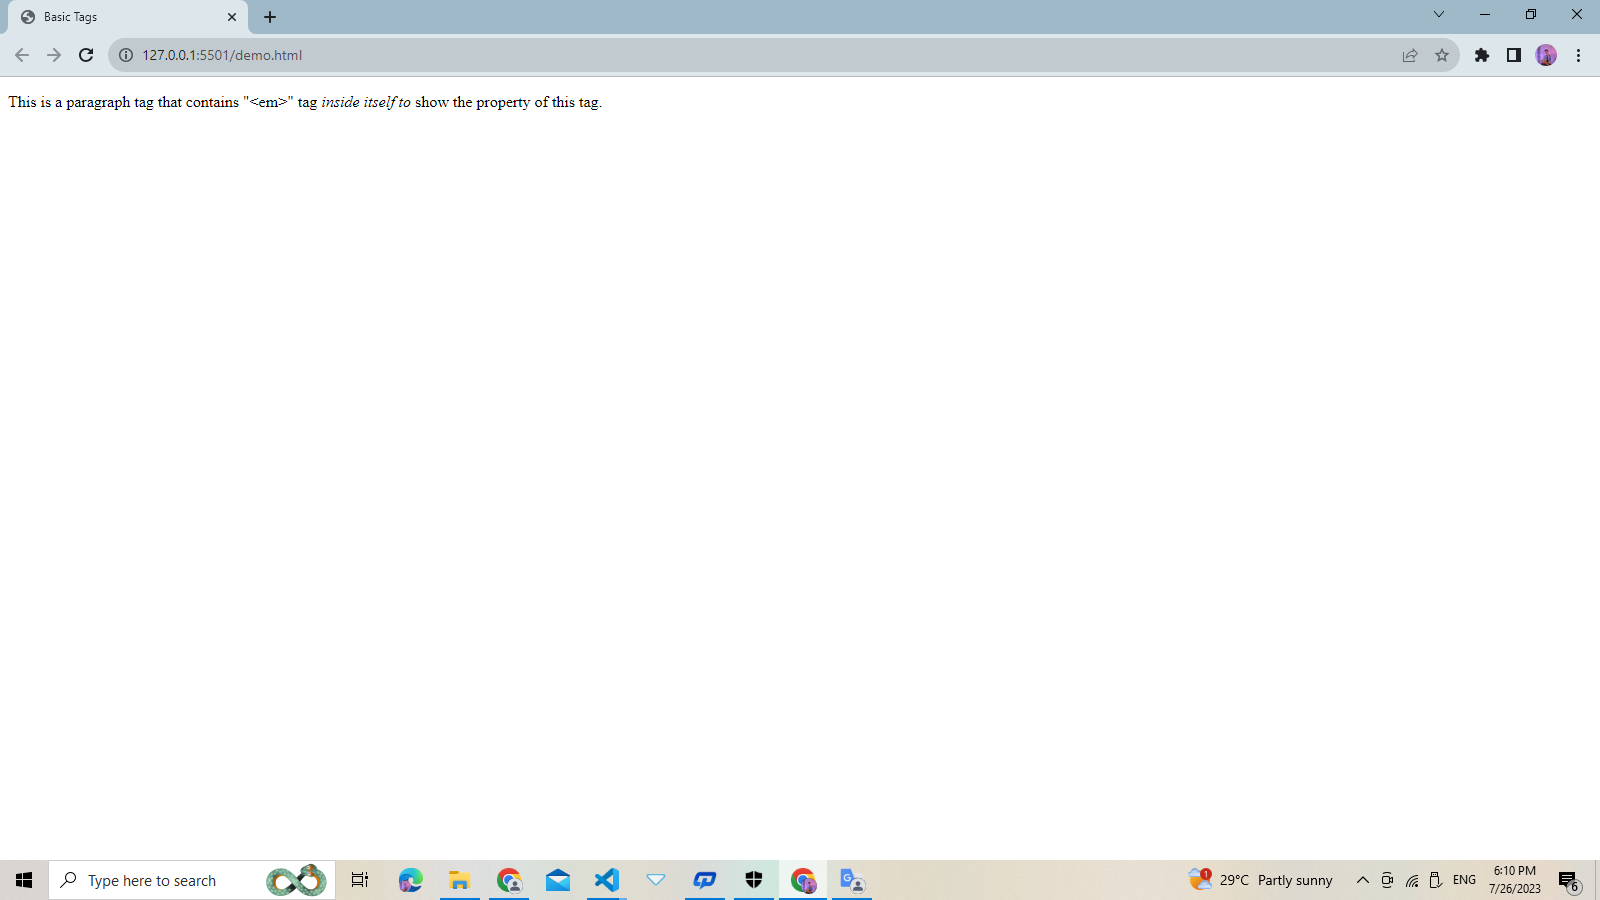 Basic Tags
127.0.0.1:5501/demo.html
This is a paragraph tag that contains "<em>" tag inside itself to show the property of this tag.
Type here to search
G
1
29°C Partly sunny
ENG
6:10 PM
7/26/2023
6